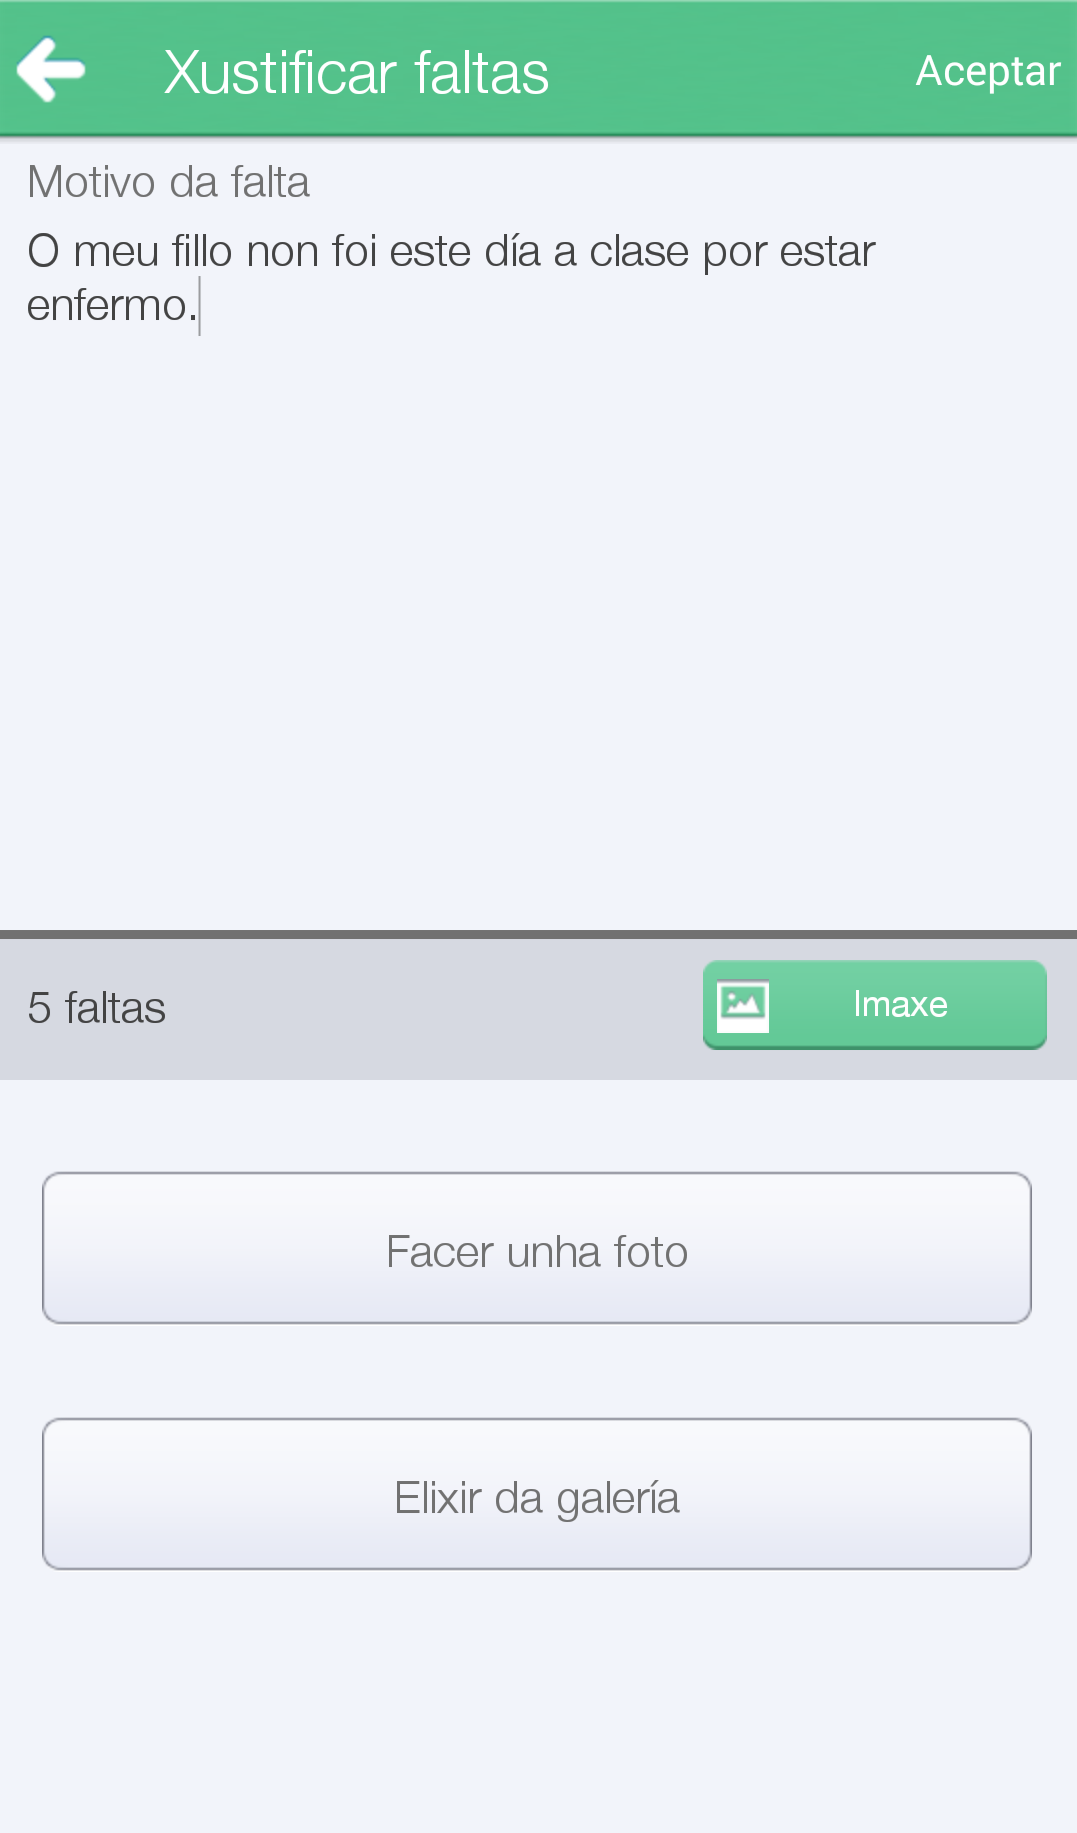 Xustificar faltas
Aceptar
Motivo da falta
O meu fillo non foi este día a clase por estar
enfermo.
5 faltas
Imaxe
Facer unha foto
Elixir da galería